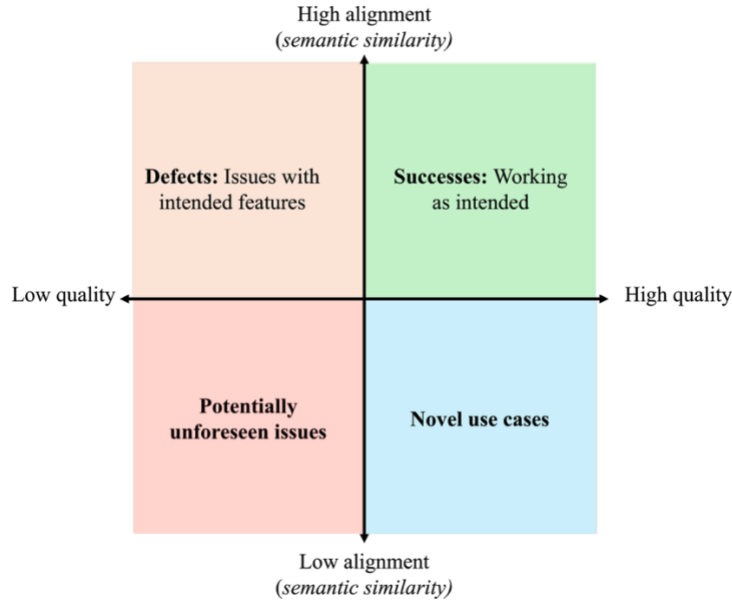 High alignment
(semantic similarity)
Defects: Issues with
intended features
Successes: Working
as intended
Low quality
High quality
Potentially
unforeseen issues
Novel use cases
Low alignment
(semantic similarity)